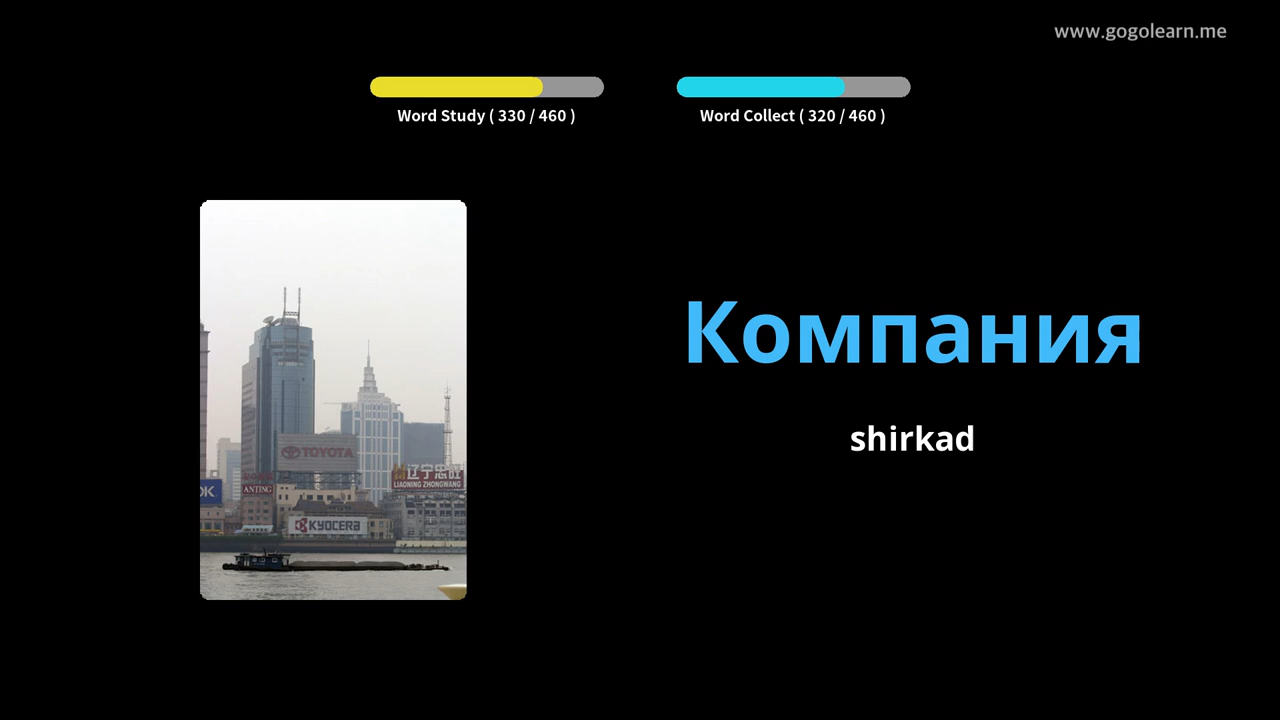 www.gogolearn.me
Word Study ( 330 / 460 )
Word Collect ( 320 / 460 )
Компания
shirkad
TOYOTA
辽宁忠旺
LIAONING ZHONGWANG
ANTING
KYOCERA